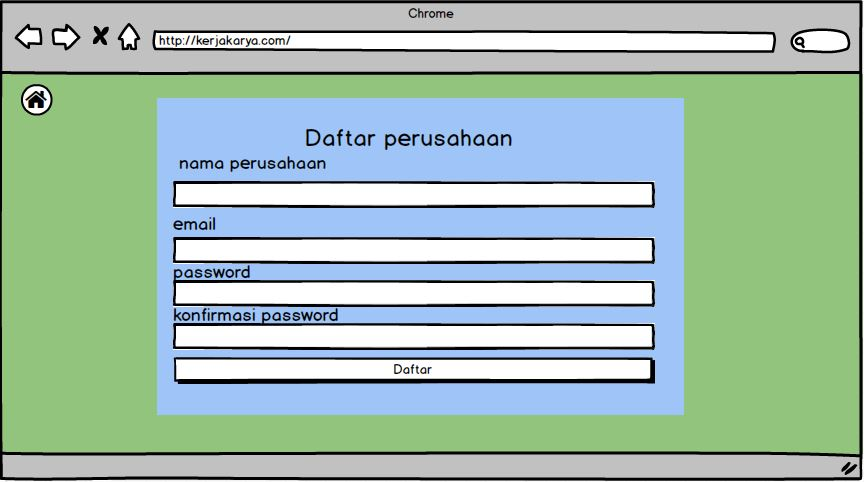 Chrome
http://kerjakarya.com/
Daftar perusahaan
nama perusahaan
email
password
konfirmasi password
Daftar